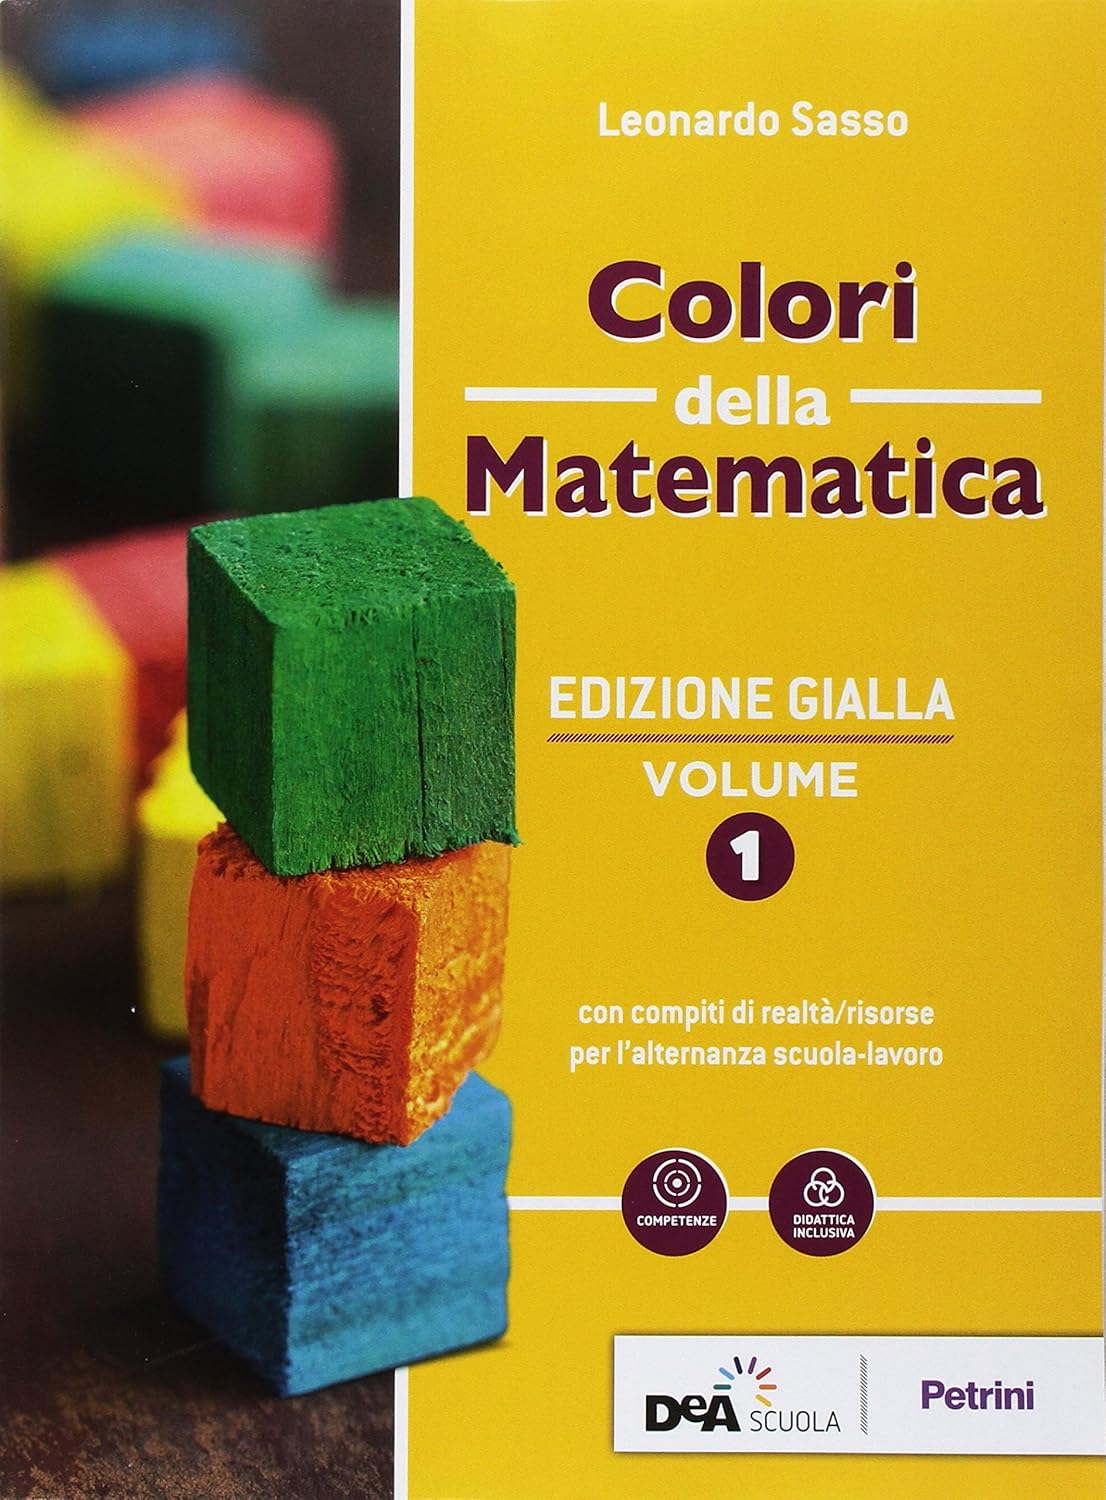 Leonardo Sasso
Colori
della
Matematica
EDIZIONE GIALLA
VOLUME
1
con compiti di realtà/risorse
per l'alternanza scuola-lavoro
COMPETENZE
DIDATTICA
INCLUSIVA
DeA SCUOLA
Petrini